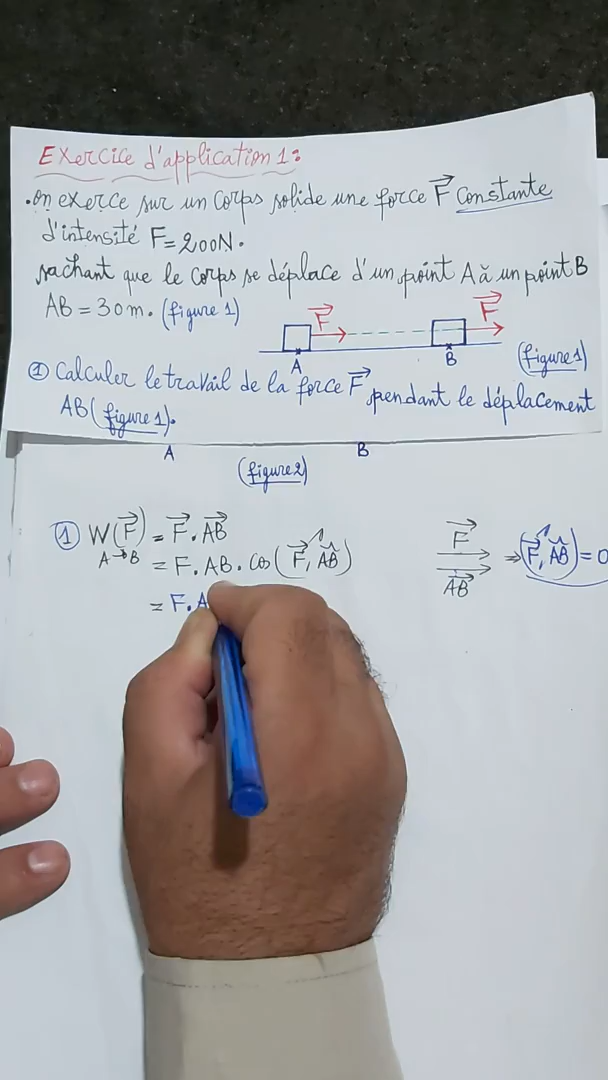 Exercice d'application 1:
• on exerce sur un corps solide une force F⃗ Constante
d'intensité F = 200N.
sachant que le corps se déplace d'un point A à un point B
AB = 30m. (figure 1)
F⃗ F⃗
A B (figure 1)
① Calculer le travail de la force F⃗ pendant le déplacement
AB (figure 1).
A B
(figure 2)
① W(F⃗) = F⃗ . AB⃗
A→B
= F. AB. Cos (F⃗, AB⃗)
F⃗
AB⃗
⇒ (F⃗, AB⃗) = 0
= F. A